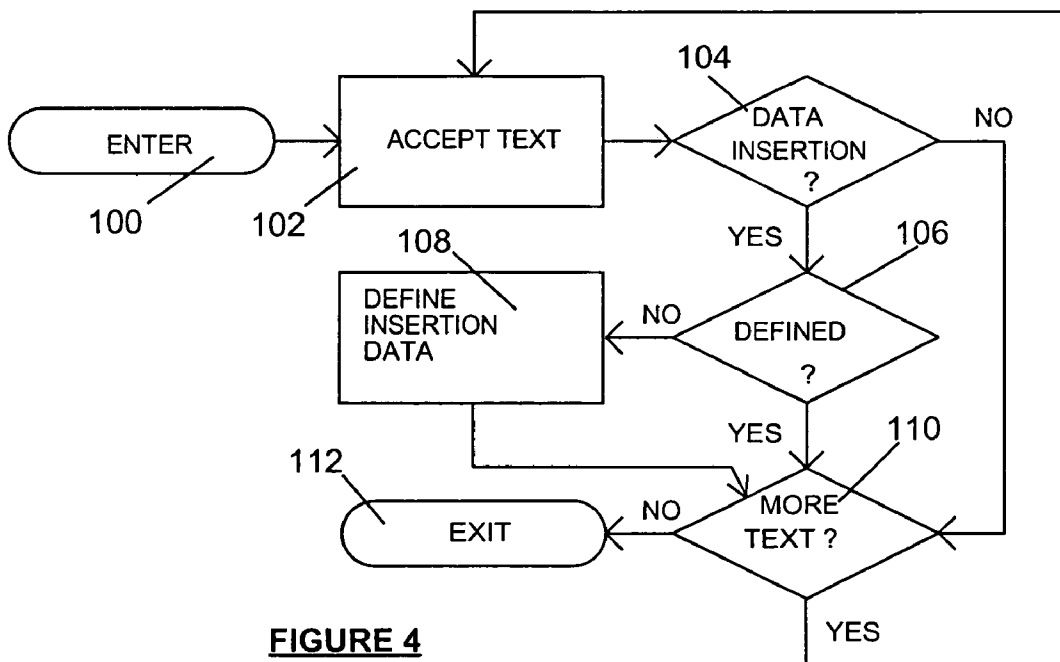 104
ENTER
ACCEPT TEXT
DATA
INSERTION
?
NO
100
102
YES
106
108
DEFINE
INSERTION
DATA
NO
DEFINED
?
YES
110
112
EXIT
NO
MORE
TEXT ?
YES
FIGURE 4